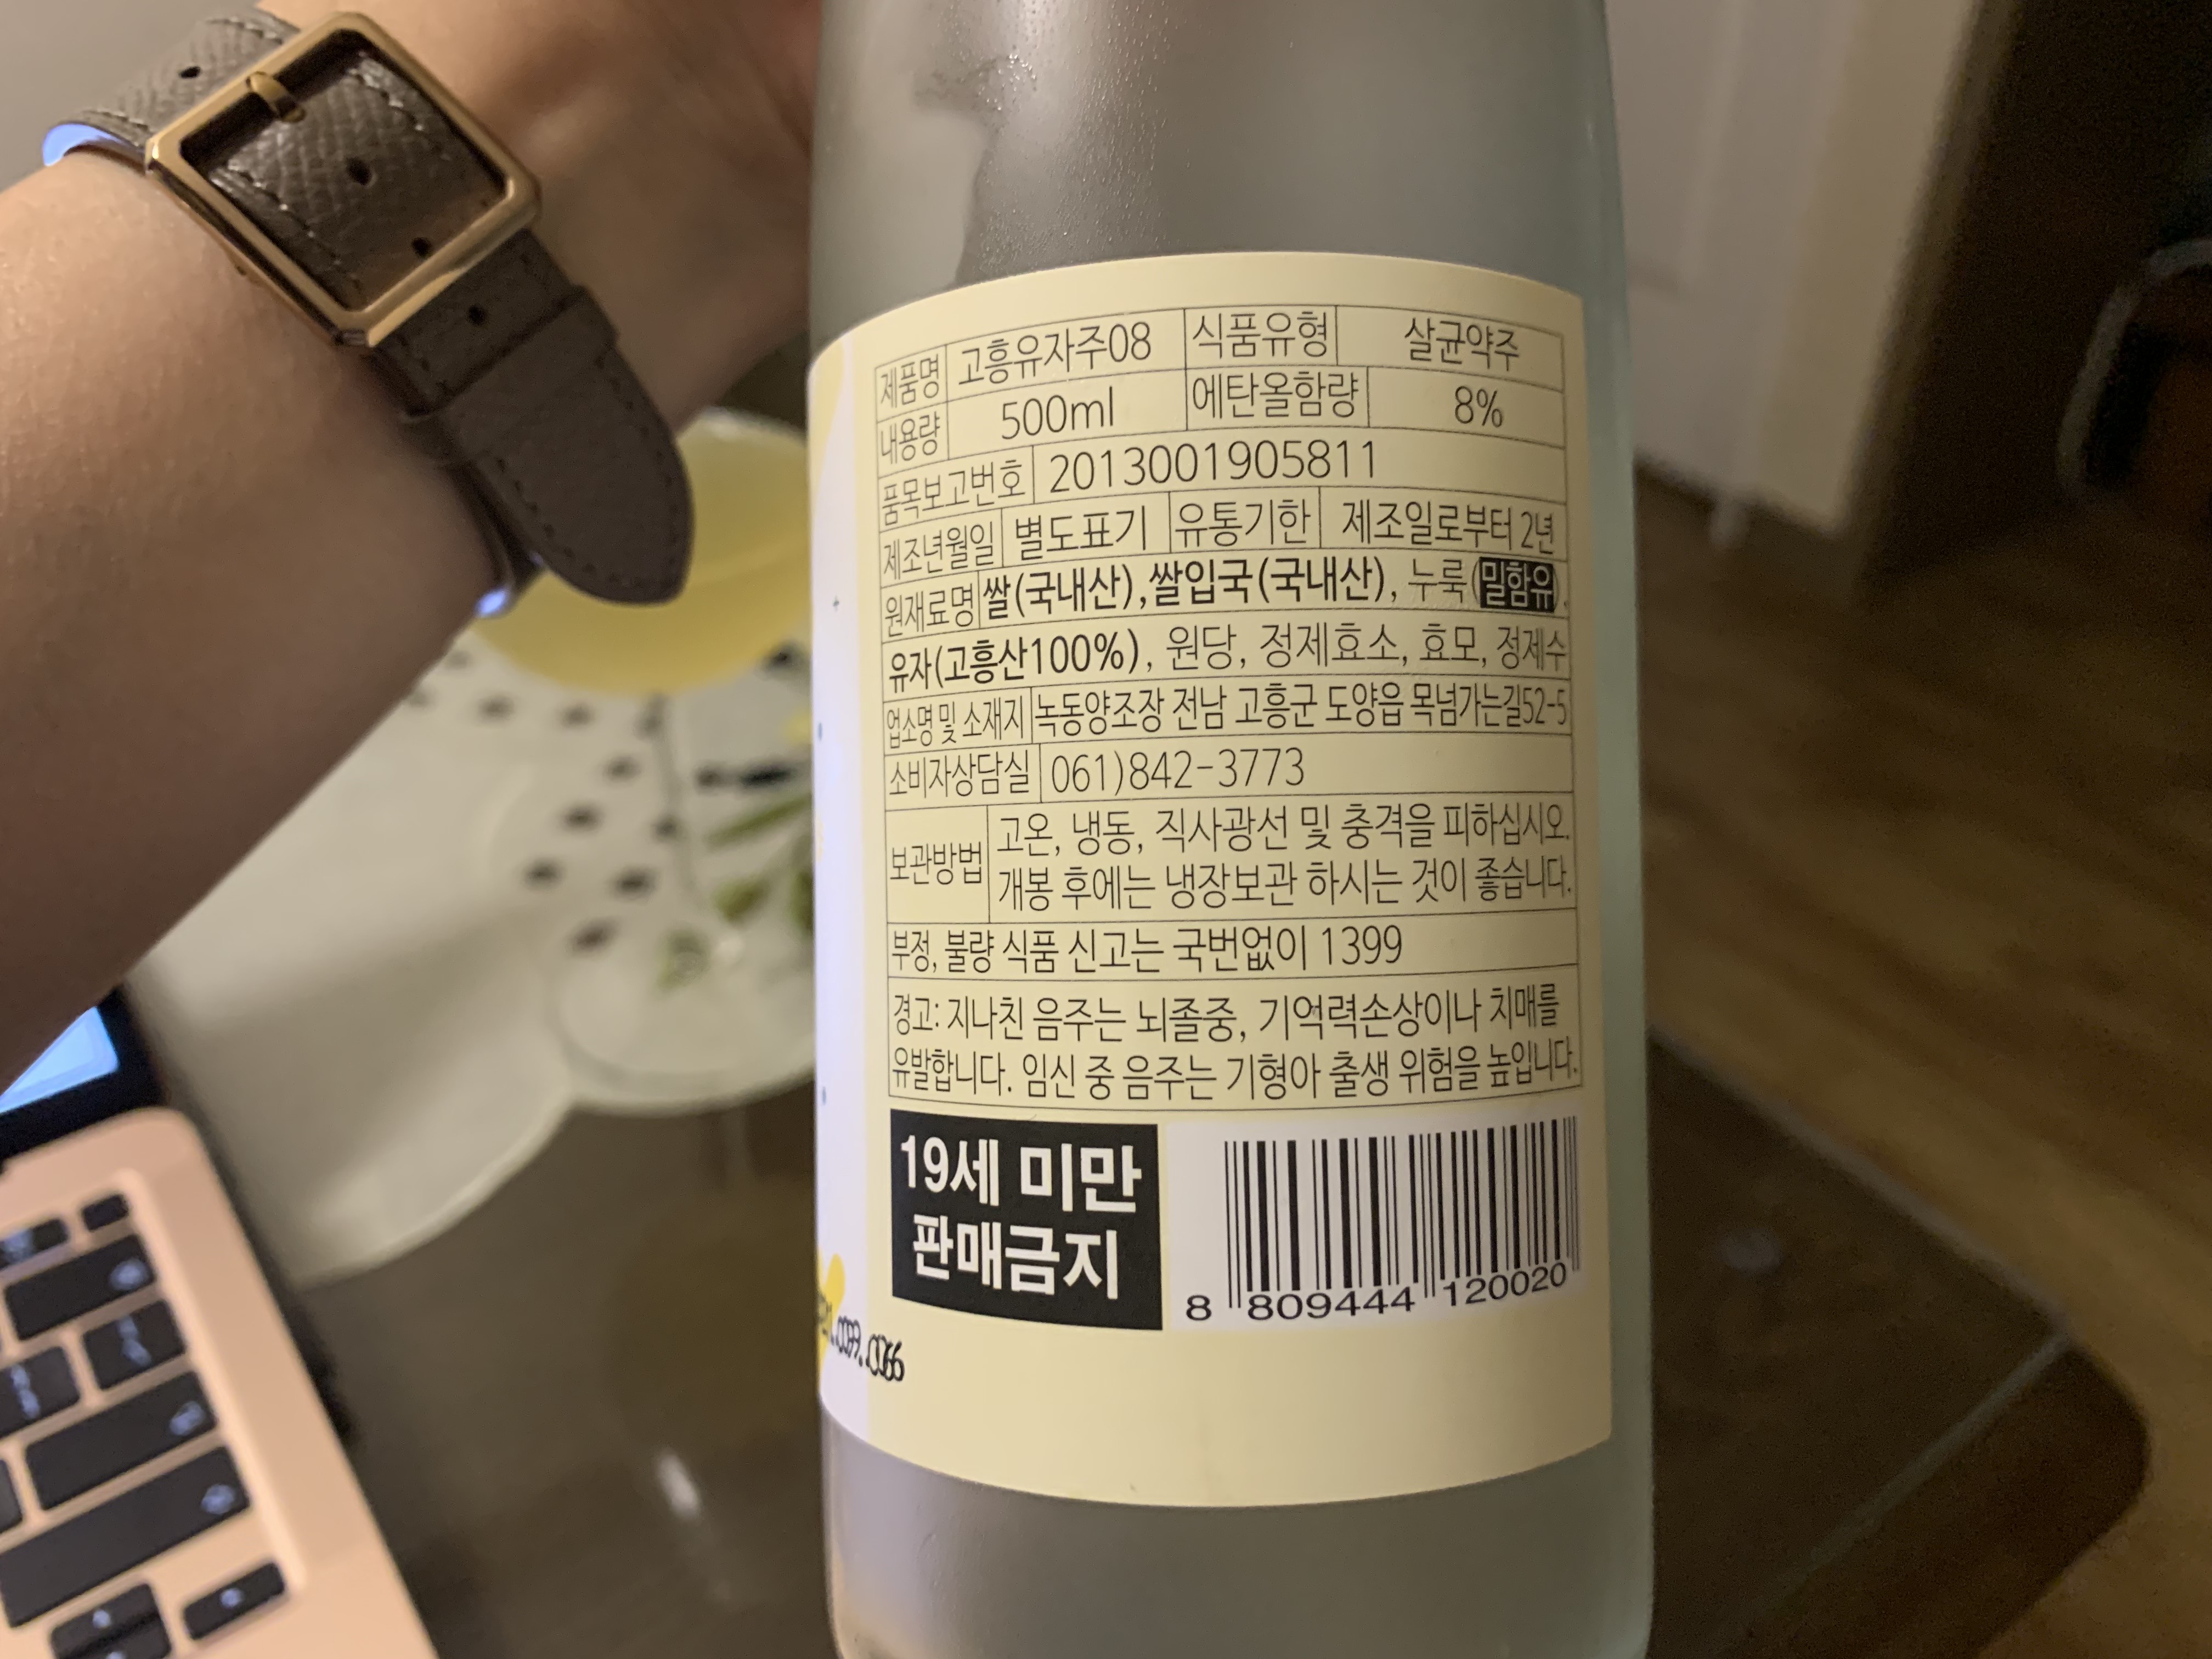 제품명 고흥유자주08 식품유형 살균약주
내용량 500ml 에탄올함량 8%
품목보고번호 2013001905811
제조년월일 별도표기 유통기한 제조일로부터 2년
원재료명 쌀(국내산),쌀입국(국내산), 누룩(밀함유),
유자(고흥산100%), 원당, 정제효소, 효모, 정제수
업소명 및 소재지 녹동양조장 전남 고흥군 도양읍 목넘가는길52-5
소비자상담실 061)842-3773
보관방법 고온, 냉동, 직사광선 및 충격을 피하십시오.
개봉 후에는 냉장보관 하시는 것이 좋습니다.
부정, 불량 식품 신고는 국번없이 1399
경고: 지나친 음주는 뇌졸중, 기억력손상이나 치매를
유발합니다. 임신 중 음주는 기형아 출생 위험을 높입니다.
19세 미만
판매금지
8 809444 120020